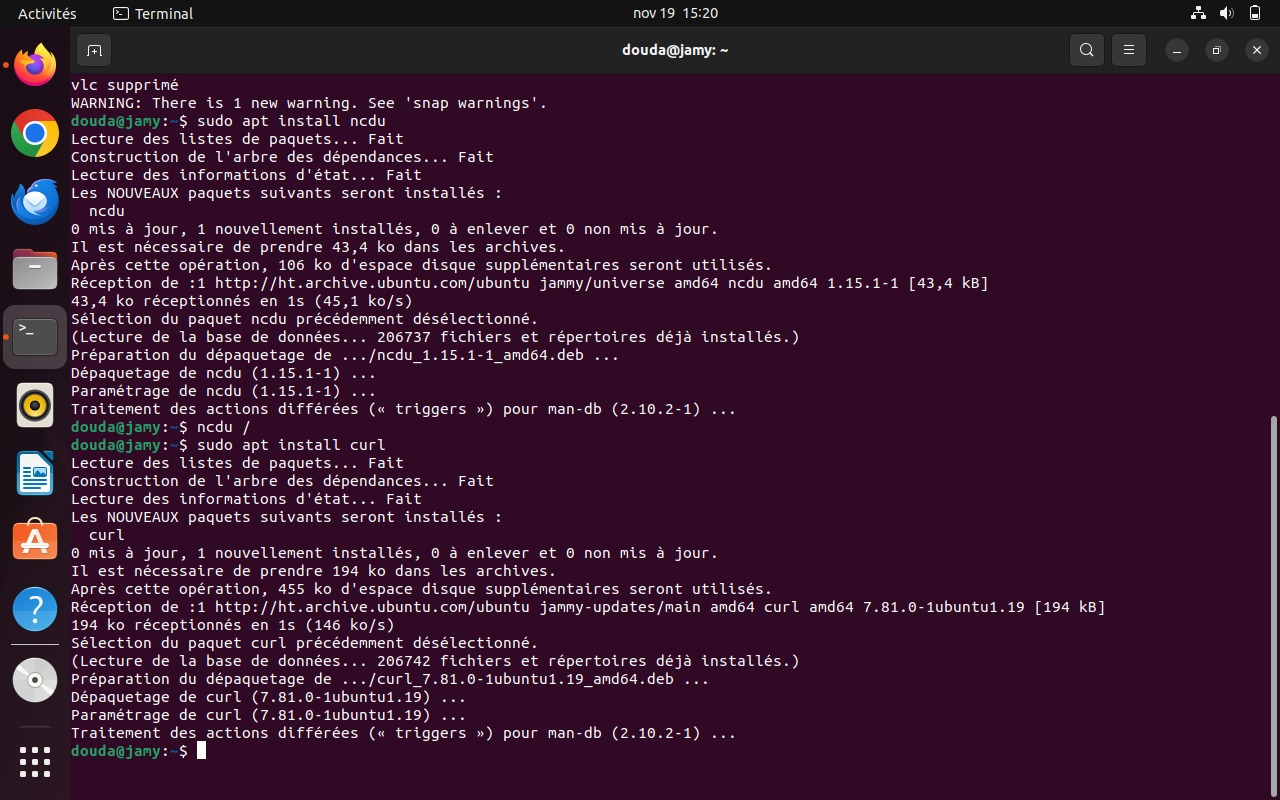 Activités
Terminal
nov 19 15:20
douda@jamy: ~
vlc supprimé
WARNING: There is 1 new warning. See 'snap warnings'.
douda@jamy:~$ sudo apt install ncdu
Lecture des listes de paquets... Fait
Construction de l'arbre des dépendances... Fait
Lecture des informations d'état... Fait
Les NOUVEAUX paquets suivants seront installés :
  ncdu
0 mis à jour, 1 nouvellement installés, 0 à enlever et 0 non mis à jour.
Il est nécessaire de prendre 43,4 ko dans les archives.
Après cette opération, 106 ko d'espace disque supplémentaires seront utilisés.
Réception de :1 http://ht.archive.ubuntu.com/ubuntu jammy/universe amd64 ncdu amd64 1.15.1-1 [43,4 kB]
43,4 ko réceptionnés en 1s (45,1 ko/s)
Sélection du paquet ncdu précédemment désélectionné.
(Lecture de la base de données... 206737 fichiers et répertoires déjà installés.)
Préparation du dépaquetage de .../ncdu_1.15.1-1_amd64.deb ...
Dépaquetage de ncdu (1.15.1-1) ...
Paramétrage de ncdu (1.15.1-1) ...
Traitement des actions différées (« triggers ») pour man-db (2.10.2-1) ...
douda@jamy:~$ ncdu /
douda@jamy:~$ sudo apt install curl
Lecture des listes de paquets... Fait
Construction de l'arbre des dépendances... Fait
Lecture des informations d'état... Fait
Les NOUVEAUX paquets suivants seront installés :
  curl
0 mis à jour, 1 nouvellement installés, 0 à enlever et 0 non mis à jour.
Il est nécessaire de prendre 194 ko dans les archives.
Après cette opération, 455 ko d'espace disque supplémentaires seront utilisés.
Réception de :1 http://ht.archive.ubuntu.com/ubuntu jammy-updates/main amd64 curl amd64 7.81.0-1ubuntu1.19 [194 kB]
194 ko réceptionnés en 1s (146 ko/s)
Sélection du paquet curl précédemment désélectionné.
(Lecture de la base de données... 206742 fichiers et répertoires déjà installés.)
Préparation du dépaquetage de .../curl_7.81.0-1ubuntu1.19_amd64.deb ...
Dépaquetage de curl (7.81.0-1ubuntu1.19) ...
Paramétrage de curl (7.81.0-1ubuntu1.19) ...
Traitement des actions différées (« triggers ») pour man-db (2.10.2-1) ...
douda@jamy:~$